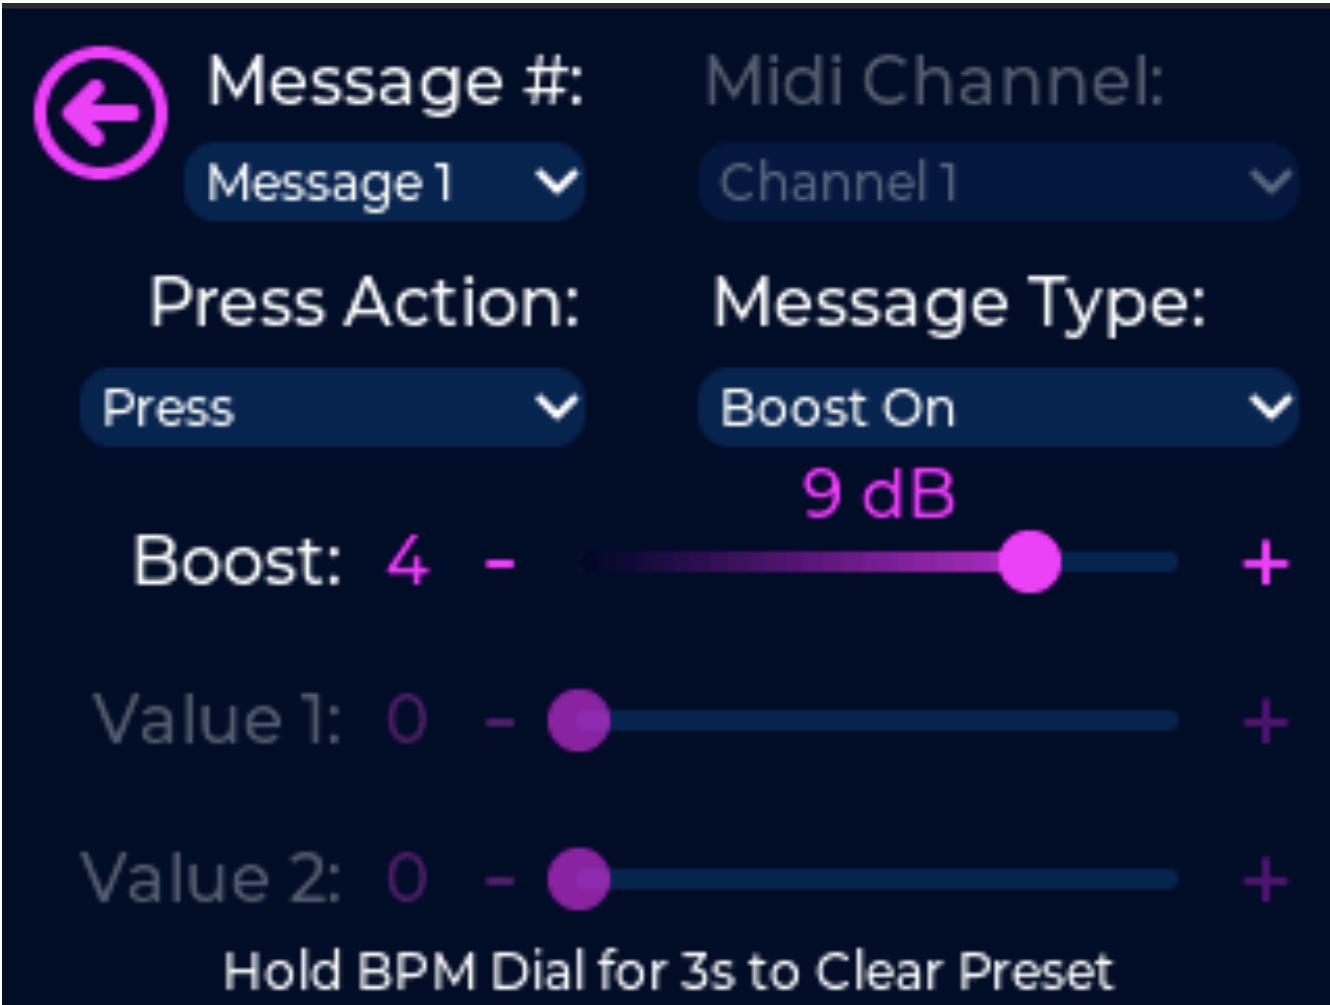 Message #:
Midi Channel:
Message 1
Channel 1
Press Action:
Message Type:
Press
Boost On
9 dB
Boost: 4 - +
Value 1: 0 - +
Value 2: 0 - +
Hold BPM Dial for 3s to Clear Preset